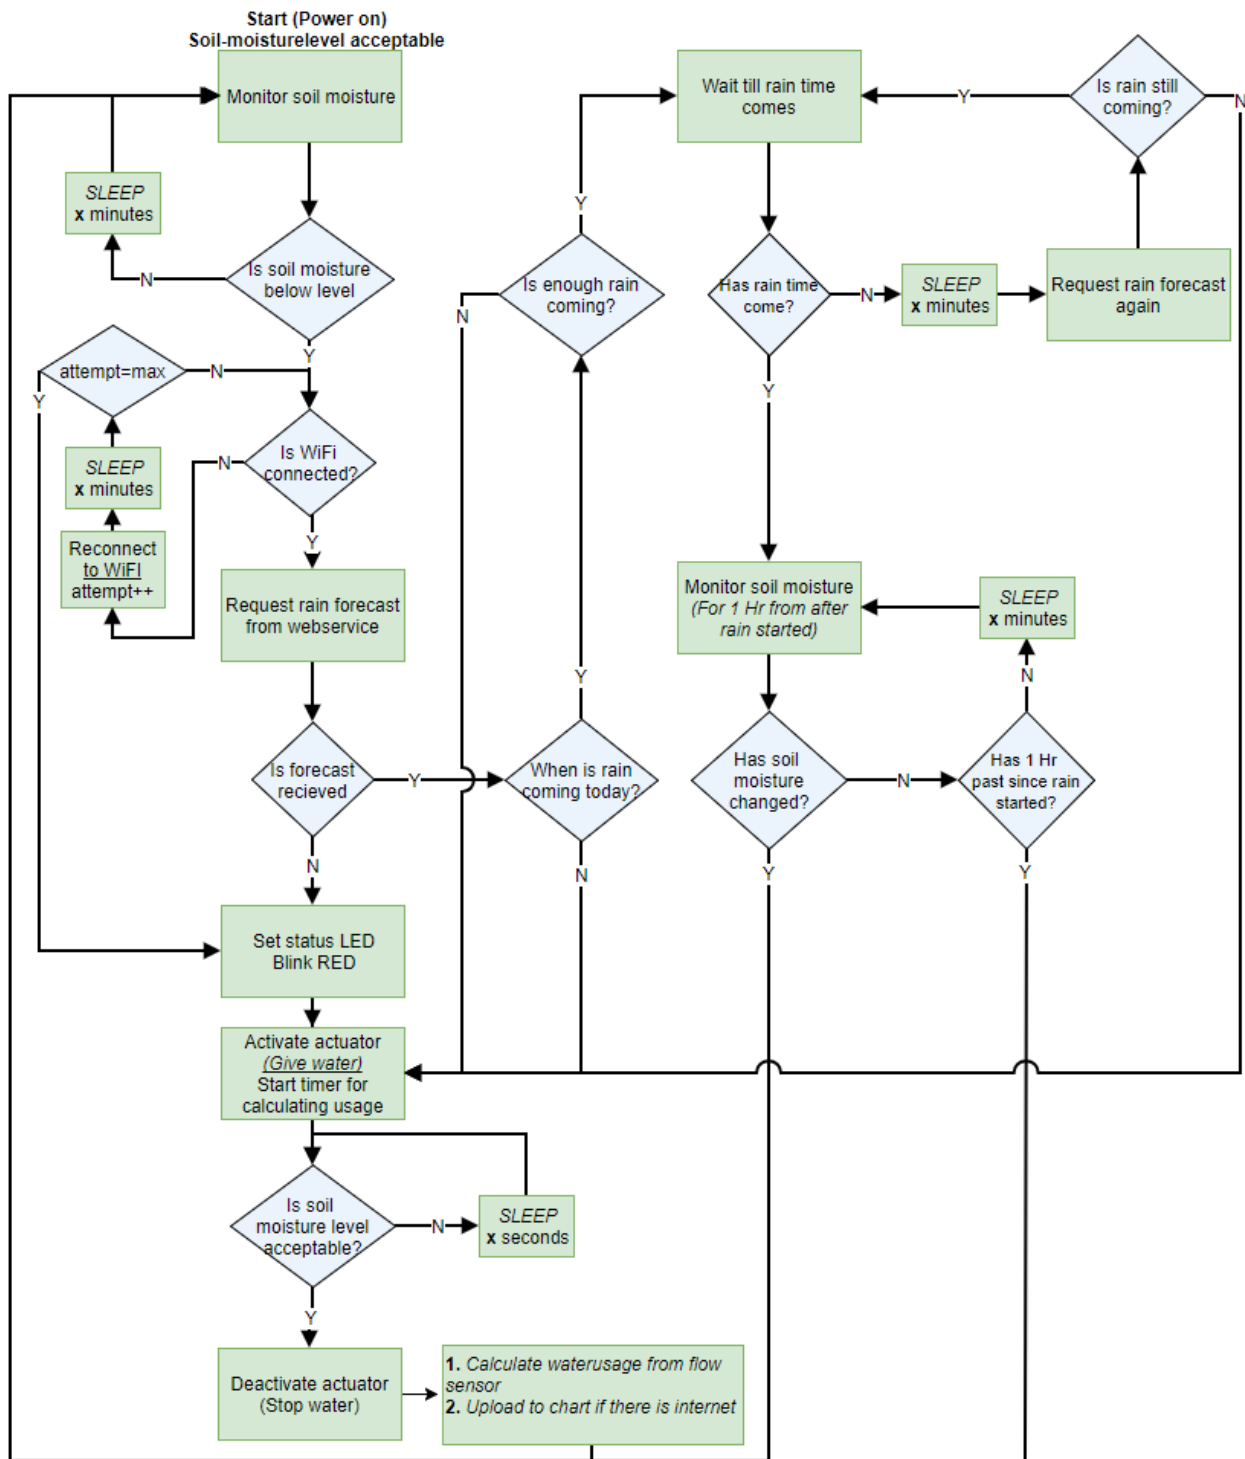 Start (Power on)
Soil-moisturelevel acceptable
Monitor soil moisture
SLEEP
x minutes
N
Is soil moisture
below level
Y
attempt=max
N
Y
Is WiFi
connected?
N
SLEEP
x minutes
Reconnect
to WiFI
attempt++
Y
Request rain forecast
from webservice
Is forecast
recieved
Y
N
Set status LED
Blink RED
Activate actuator
(Give water)
Start timer for
calculating usage
Is soil
moisture level
acceptable?
N
SLEEP
x seconds
Y
Deactivate actuator
(Stop water)
1. Calculate waterusage from flow
sensor
2. Upload to chart if there is internet
When is rain
coming today?
Y
N
Is enough rain
coming?
Y
N
Wait till rain time
comes
Has rain time
come?
N
SLEEP
x minutes
Request rain forecast
again
Is rain still
coming?
Y
N
Y
Monitor soil moisture
(For 1 Hr from after
rain started)
SLEEP
x minutes
N
Has soil
moisture
changed?
N
Has 1 Hr
past since rain
started?
Y
Y